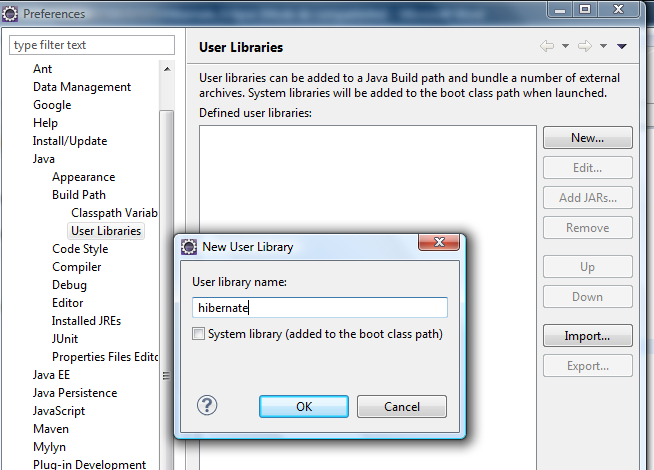 Preferences
type filter text
Ant
Data Management
Google
Help
Install/Update
Java
Appearance
Build Path
Classpath Variab
User Libraries
Code Style
Compiler
Debug
Editor
Installed JREs
JUnit
Properties Files Edito
Java EE
Java Persistence
JavaScript
Maven
Mylyn
Plug-in Development
User Libraries
User libraries can be added to a Java Build path and bundle a number of external
archives. System libraries will be added to the boot class path when launched.
Defined user libraries:
New...
Edit...
Add JARs...
Remove
Up
Down
Import...
Export...
New User Library
User library name:
hibernate
System library (added to the boot class path)
OK
Cancel